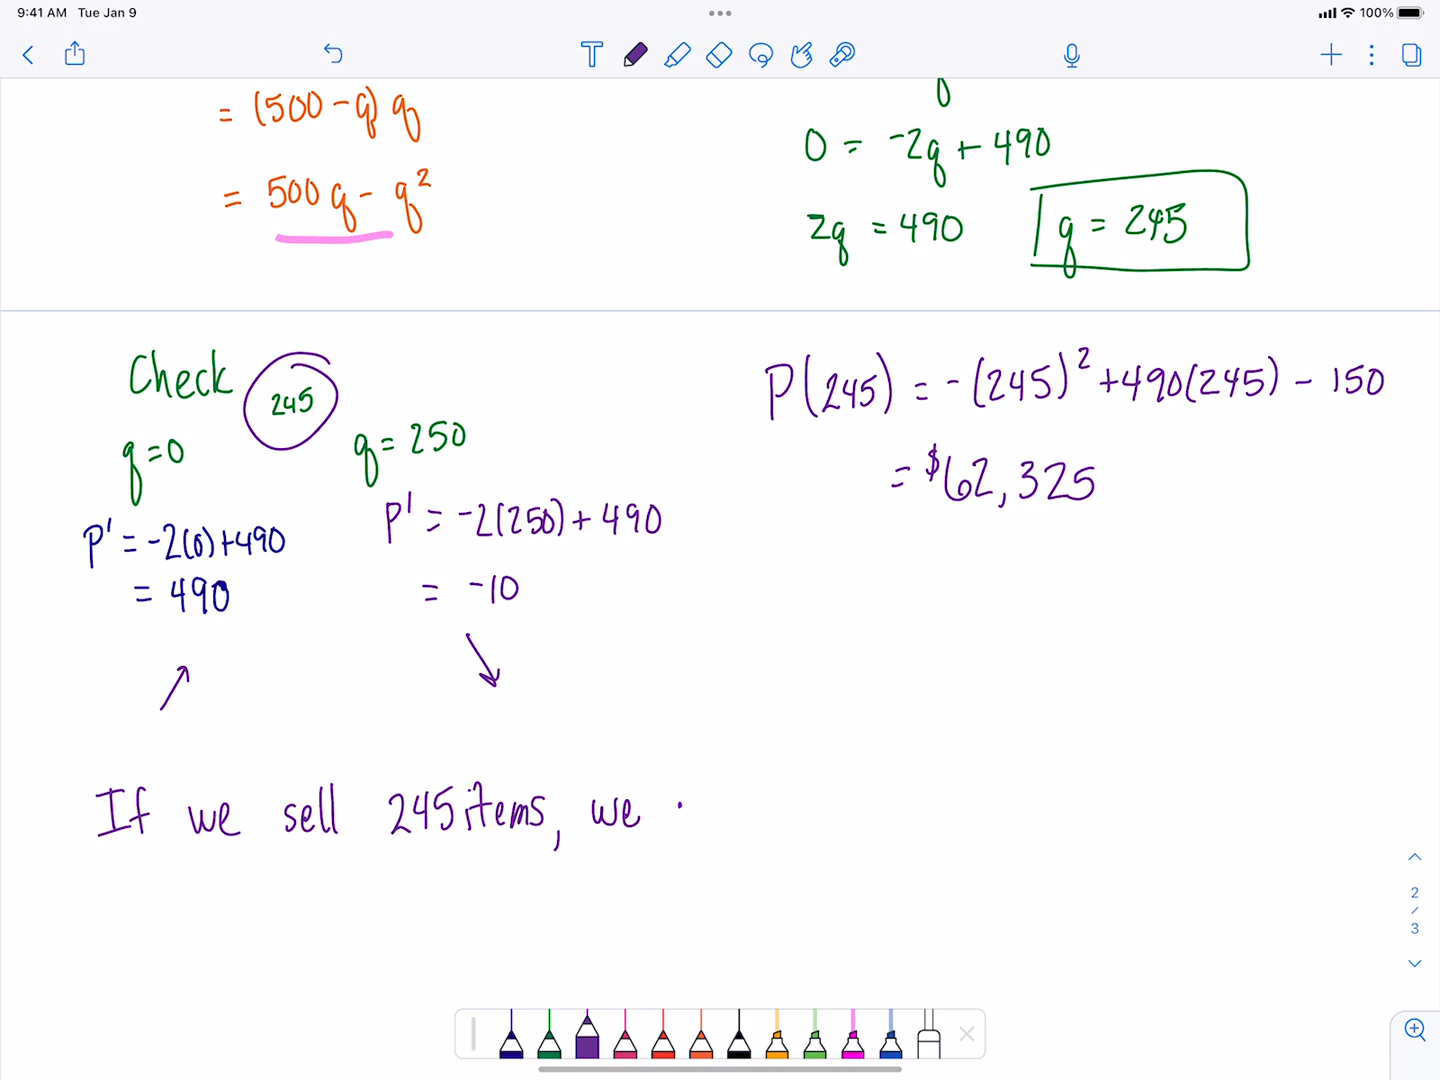 9:41 AM Tue Jan 9
100%
= (500 - q) q
= 500q - q²
0
0 = -2q + 490
2q = 490
q = 245
Check 245
q = 0
q = 250
P' = -2(0) + 490
= 490
P' = -2(250) + 490
= -10
P(245) = -(245)² + 490(245) - 150
= $62,325
If we sell 245 items, we
2
/
3